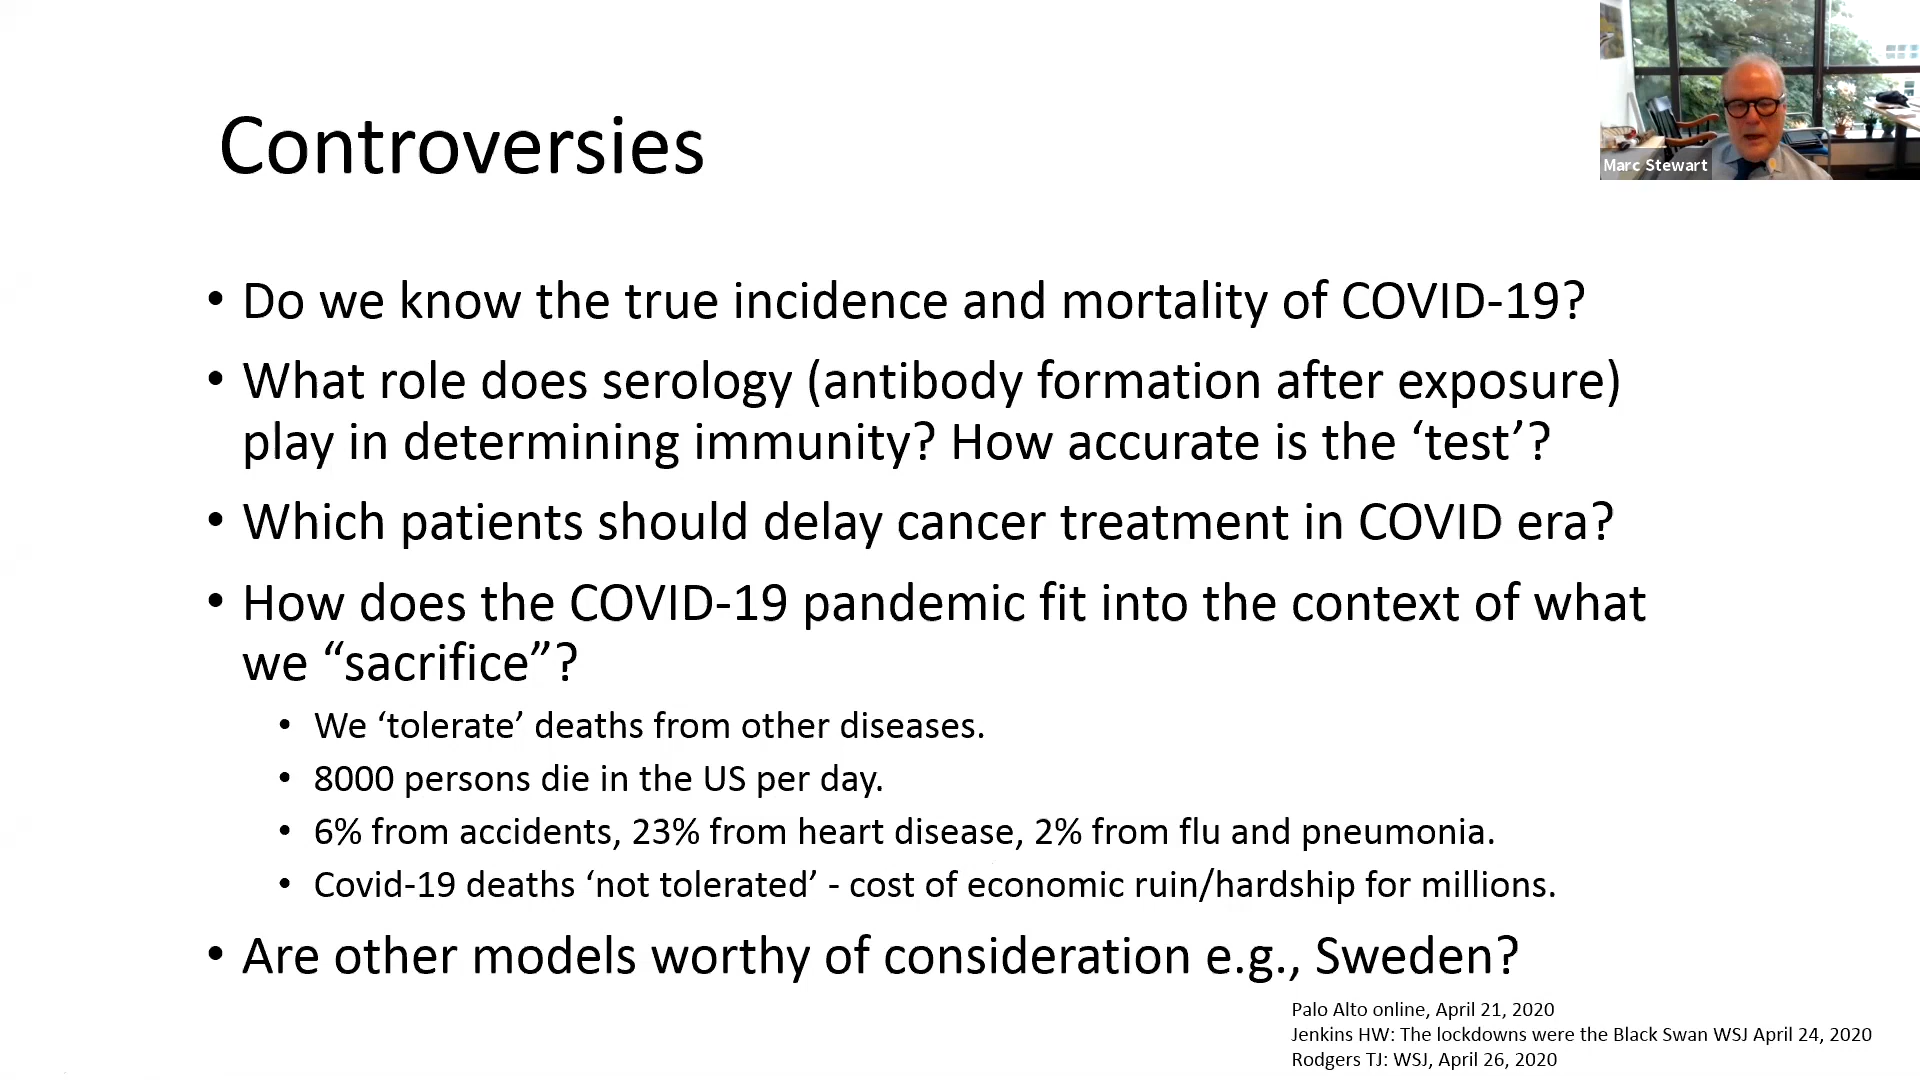 Controversies
Marc Stewart
• Do we know the true incidence and mortality of COVID-19?
• What role does serology (antibody formation after exposure)
play in determining immunity? How accurate is the ‘test’?
• Which patients should delay cancer treatment in COVID era?
• How does the COVID-19 pandemic fit into the context of what
we “sacrifice”?
• We ‘tolerate’ deaths from other diseases.
• 8000 persons die in the US per day.
• 6% from accidents, 23% from heart disease, 2% from flu and pneumonia.
• Covid-19 deaths ‘not tolerated’ - cost of economic ruin/hardship for millions.
• Are other models worthy of consideration e.g., Sweden?
Palo Alto online, April 21, 2020
Jenkins HW: The lockdowns were the Black Swan WSJ April 24, 2020
Rodgers TJ: WSJ, April 26, 2020